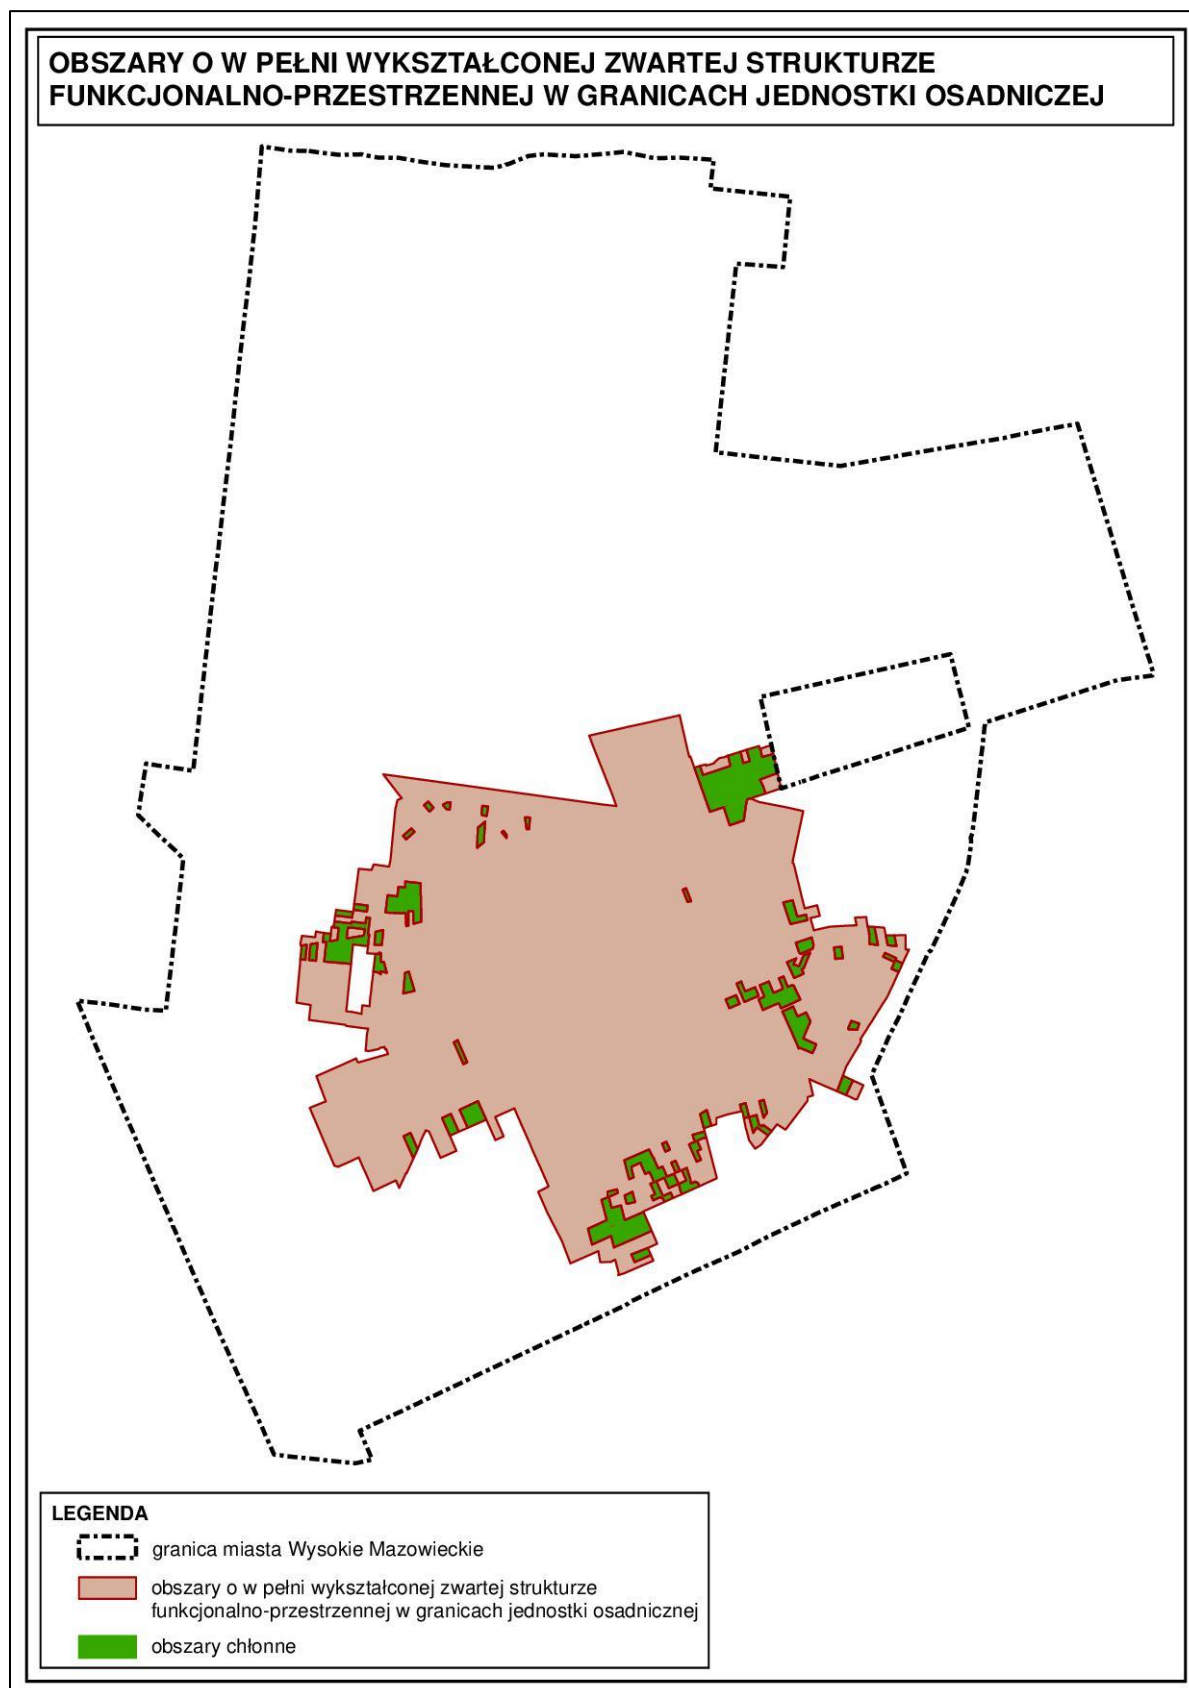 OBSZARY O W PEŁNI WYKSZTAŁCONEJ ZWARTEJ STRUKTURZE
FUNKCJONALNO-PRZESTRZENNEJ W GRANICACH JEDNOSTKI OSADNICZEJ
LEGENDA
granica miasta Wysokie Mazowieckie
obszary o w pełni wykształconej zwartej strukturze
funkcjonalno-przestrzennej w granicach jednostki osadnicznej
obszary chłonne